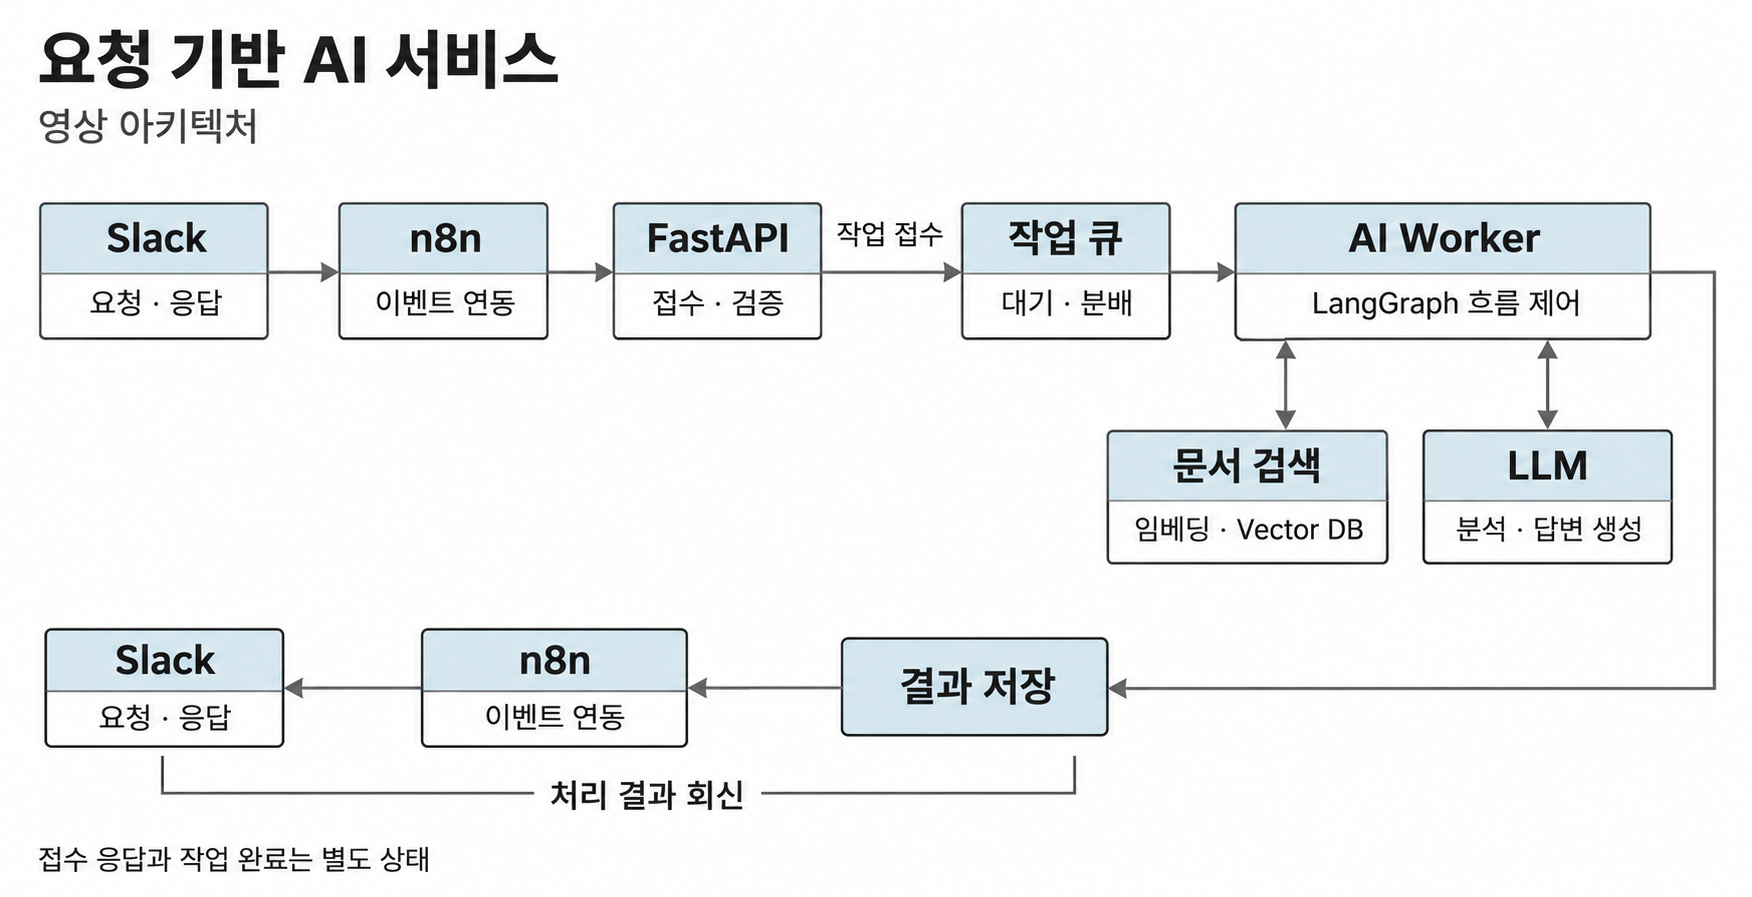 요청 기반 AI 서비스
영상 아키텍처
Slack
요청 · 응답
n8n
이벤트 연동
FastAPI
접수 · 검증
작업 접수
작업 큐
대기 · 분배
AI Worker
LangGraph 흐름 제어
문서 검색
임베딩 · Vector DB
LLM
분석 · 답변 생성
Slack
요청 · 응답
n8n
이벤트 연동
결과 저장
처리 결과 회신
접수 응답과 작업 완료는 별도 상태